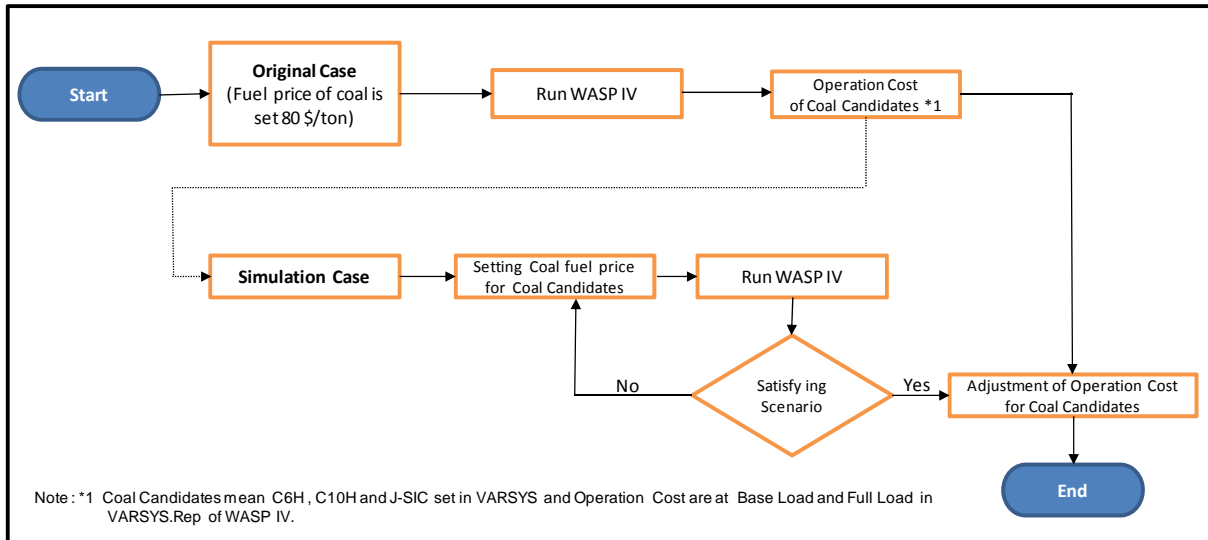 Start
Original Case
(Fuel price of coal is
set 80 $/ton)
Run WASP IV
Operation Cost
of Coal Candidates *1
Simulation Case
Setting Coal fuel price
for Coal Candidates
Run WASP IV
No
Satisfy ing
Scenario
Yes
Adjustment of Operation Cost
for Coal Candidates
End
Note : *1 Coal Candidates mean C6H , C10H and J-SIC set in VARSYS and Operation Cost are at Base Load and Full Load in
VARSYS.Rep of WASP IV.